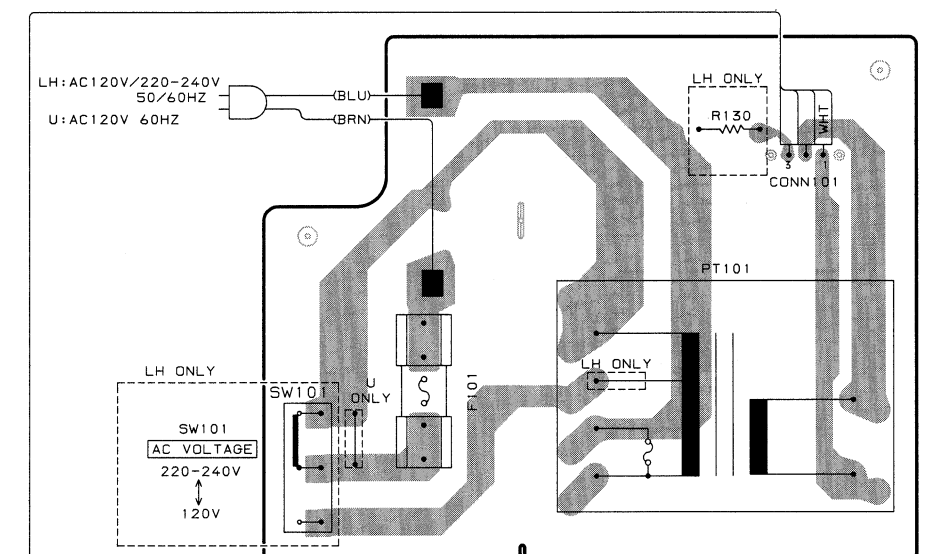 LH:AC120V/220-240V
50/60HZ
U:AC120V 60HZ
(BLU)
(BRN)
LH ONLY
R130
WHT
3
1
CONN101
PT101
LH ONLY
LH ONLY
SW101
U
ONLY
F101
SW101
AC VOLTAGE
220-240V
120V